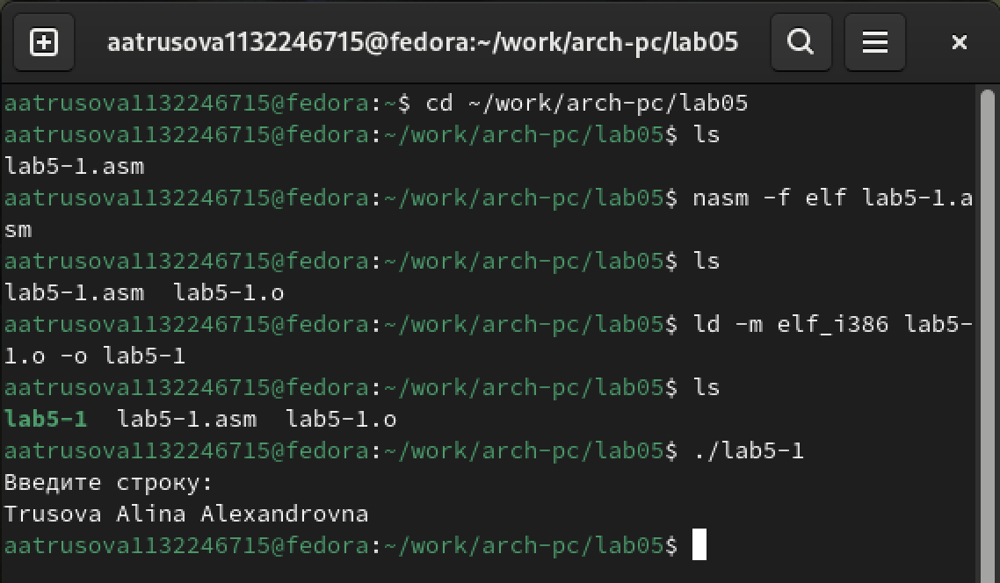 aatrusova1132246715@fedora:~/work/arch-pc/lab05
aatrusova1132246715@fedora:~$ cd ~/work/arch-pc/lab05
aatrusova1132246715@fedora:~/work/arch-pc/lab05$ ls
lab5-1.asm
aatrusova1132246715@fedora:~/work/arch-pc/lab05$ nasm -f elf lab5-1.a
sm
aatrusova1132246715@fedora:~/work/arch-pc/lab05$ ls
lab5-1.asm  lab5-1.o
aatrusova1132246715@fedora:~/work/arch-pc/lab05$ ld -m elf_i386 lab5-
1.o -o lab5-1
aatrusova1132246715@fedora:~/work/arch-pc/lab05$ ls
lab5-1  lab5-1.asm  lab5-1.o
aatrusova1132246715@fedora:~/work/arch-pc/lab05$ ./lab5-1
Введите строку:
Trusova Alina Alexandrovna
aatrusova1132246715@fedora:~/work/arch-pc/lab05$